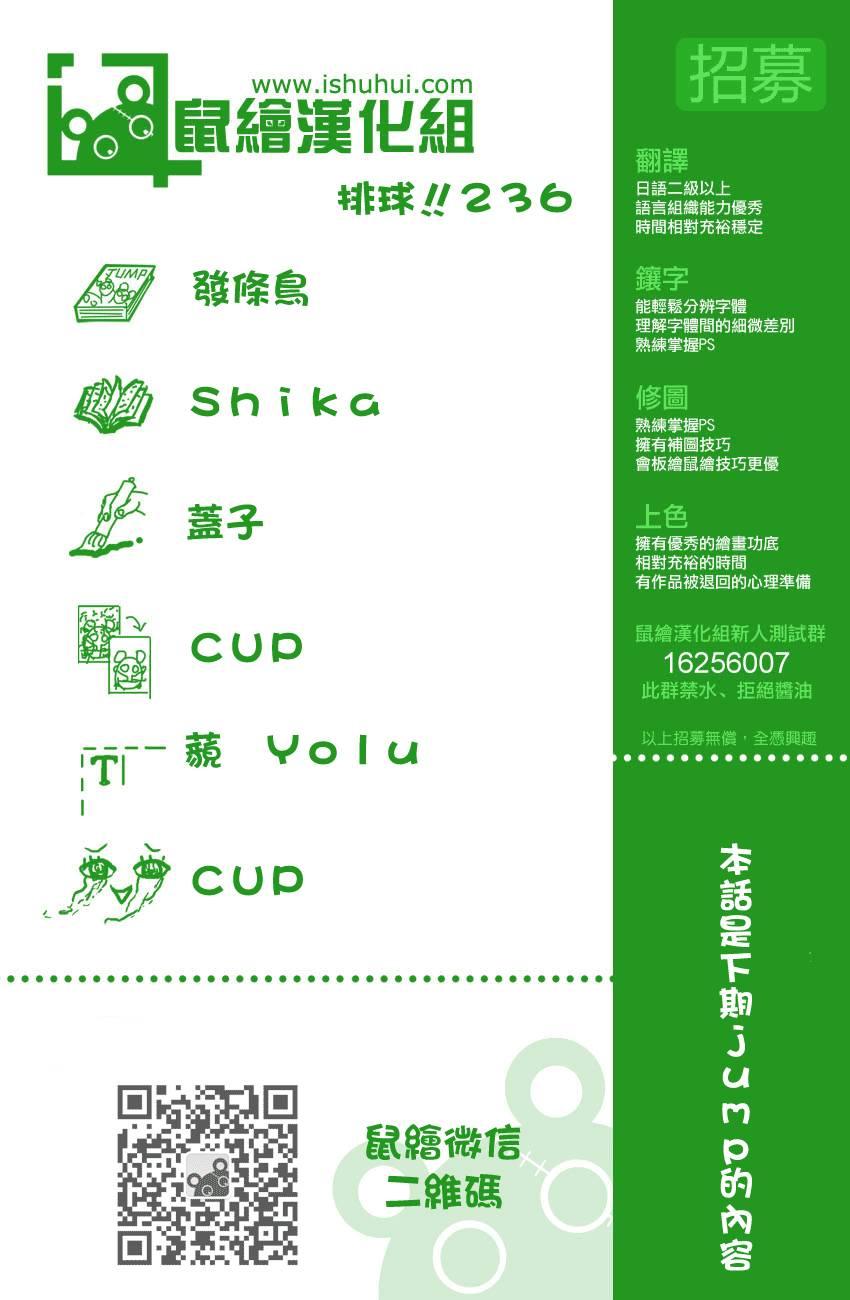 www.ishuhui.com
鼠繪漢化組
排球!!236
JUMP
發條鳥
Shika
蓋子
cup
T
蘋 Yolu
cup
鼠繪微信
二維碼
招募
翻譯
日語二級以上
語言組織能力優秀
時間相對充裕穩定
鑲字
能輕鬆分辨字體
理解字體間的細微差別
熟練掌握PS
修圖
熟練掌握PS
擁有補圖技巧
會板繪鼠繪技巧更優
上色
擁有優秀的繪畫功底
相對充裕的時間
有作品被退回的心理準備
鼠繪漢化組新人測試群
16256007
此群禁水、拒絕醬油
以上招募無償，全憑興趣
本話是下期jump的內容